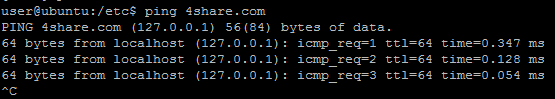 user@ubuntu:/etc$ ping 4share.com
PING 4share.com (127.0.0.1) 56(84) bytes of data.
64 bytes from localhost (127.0.0.1): icmp_req=1 ttl=64 time=0.347 ms
64 bytes from localhost (127.0.0.1): icmp_req=2 ttl=64 time=0.128 ms
64 bytes from localhost (127.0.0.1): icmp_req=3 ttl=64 time=0.054 ms
^C